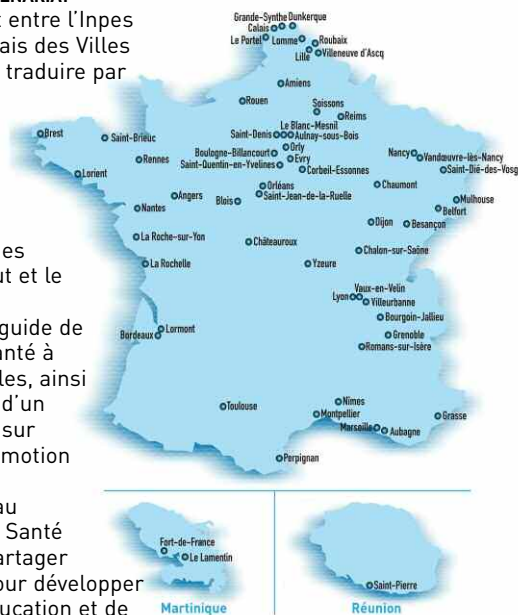 t entre l’Inpes
ais des Villes
traduire par
es
ut et le
guide de
anté à
les, ainsi
d’un
sur
motion
au
Santé
artager
our développer
ucation et de
Grande-Synthe Dunkerque
Calais
Le Portel Lomme Roubaix
Lille Villeneuve d'Ascq
Amiens
Rouen Soissons
Reims
Le Blanc-Mesnil
Saint-Denis Aulnay-sous-Bois
Boulogne-Billancourt Orly
Evry
Saint-Quentin-en-Yvelines Corbeil-Essonnes
Brest Saint-Brieuc
Rennes
Lorient
Nancy Vandœuvre-lès-Nancy
Saint-Dié-des-Vosg
Chaumont
Mulhouse
Belfort
Angers Blois Orléans
Saint-Jean-de-la-Ruelle
Nantes
Dijon Besançon
La Roche-sur-Yon Châteauroux
Chalon-sur-Saône
La Rochelle Yzeure
Vaux-en-Velin
Lyon Villeurbanne
Bourgoin-Jallieu
Grenoble
Romans-sur-Isère
Bordeaux Lormont
Toulouse
Nîmes
Montpellier
Marseille Aubagne
Grasse
Perpignan
Fort-de-France
Le Lamentin
Martinique
Saint-Pierre
Réunion